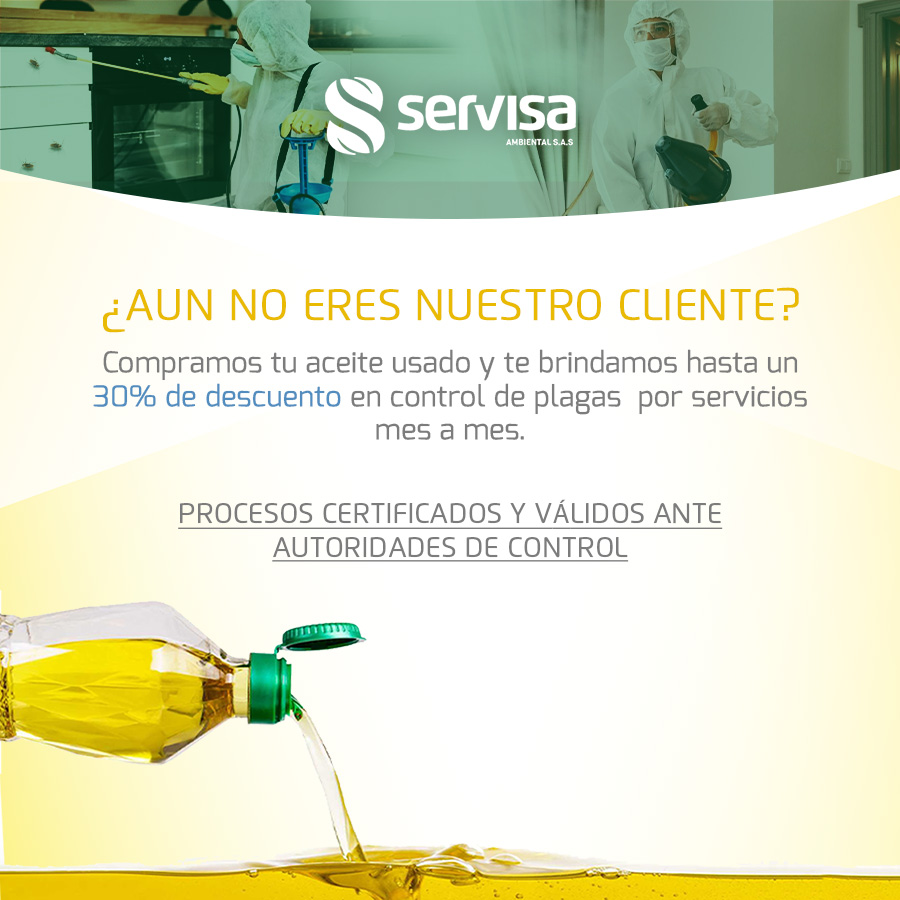 servisa
AMBIENTAL S.A.S
¿AUN NO ERES NUESTRO CLIENTE?
Compramos tu aceite usado y te brindamos hasta un
30% de descuento en control de plagas por servicios
mes a mes.
PROCESOS CERTIFICADOS Y VÁLIDOS ANTE
AUTORIDADES DE CONTROL